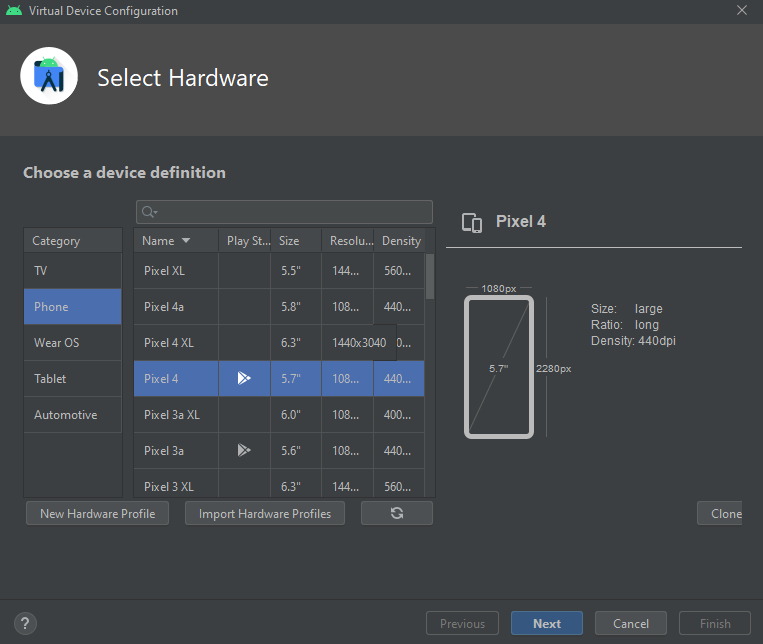 Virtual Device Configuration
Select Hardware
Choose a device definition
Category
TV
Phone
Wear OS
Tablet
Automotive
Name Play St... Size Resolu... Density
Pixel XL 5.5" 144... 560...
Pixel 4a 5.8" 108... 440...
Pixel 4 XL 6.3" 1440x3040 0...
Pixel 4 5.7" 108... 440...
Pixel 3a XL 6.0" 108... 400...
Pixel 3a 5.6" 108... 440...
Pixel 3 XL 6.3" 144... 560...
New Hardware Profile Import Hardware Profiles
Pixel 4
1080px
5.7" 2280px
Size: large
Ratio: long
Density: 440dpi
Clone
? Previous Next Cancel Finish